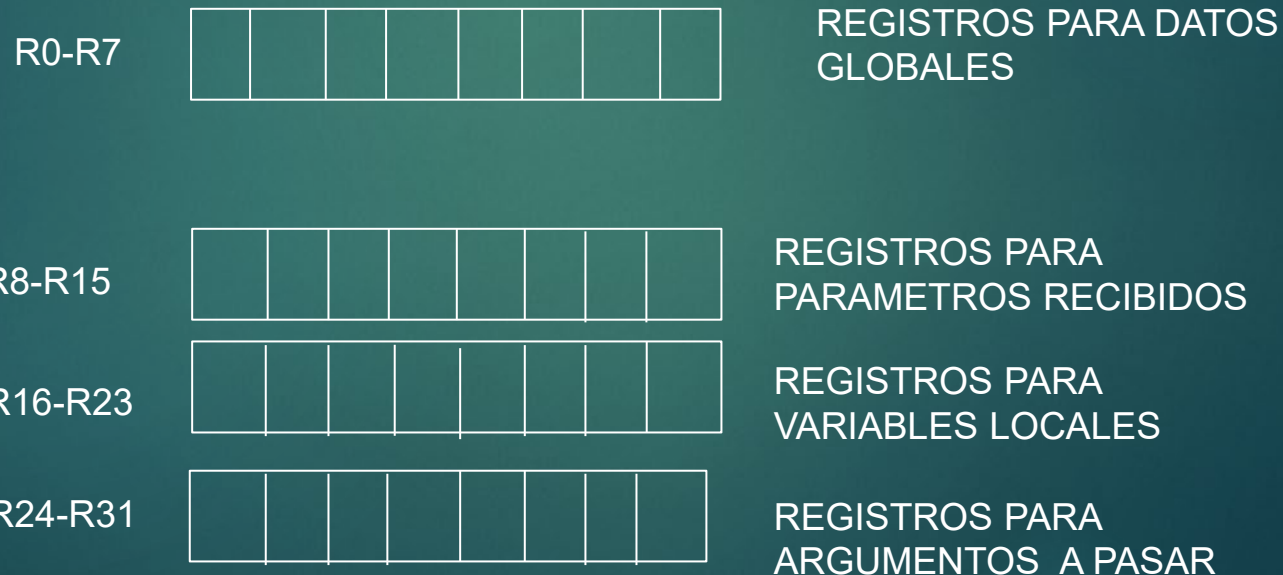 R0-R7
REGISTROS PARA DATOS
GLOBALES
R8-R15
REGISTROS PARA
PARAMETROS RECIBIDOS
R16-R23
REGISTROS PARA
VARIABLES LOCALES
R24-R31
REGISTROS PARA
ARGUMENTOS A PASAR